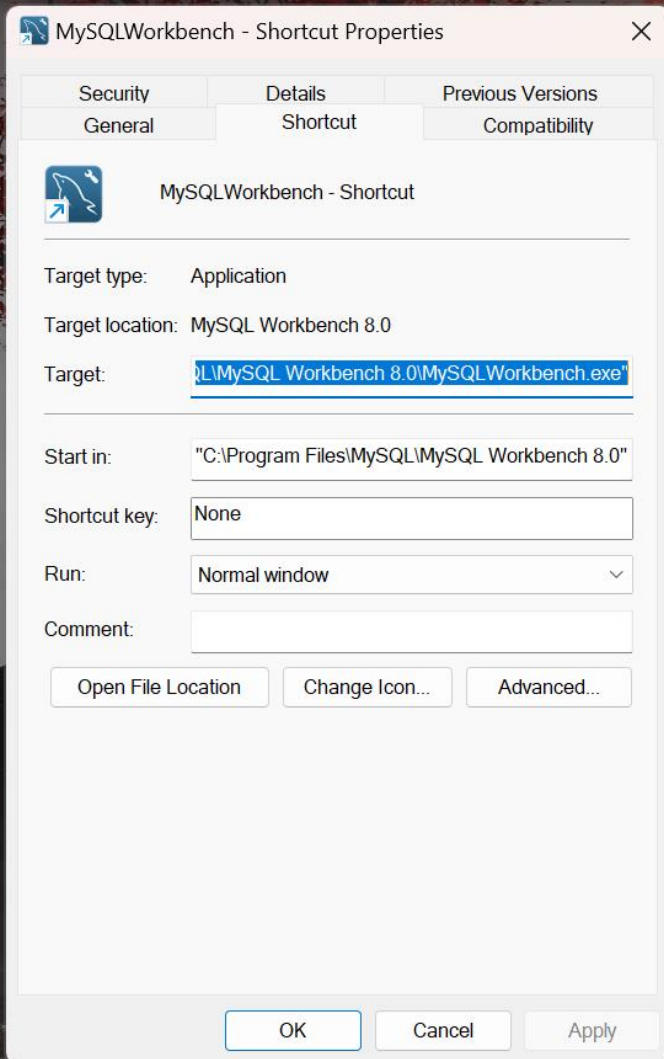 MySQLWorkbench - Shortcut Properties
Security Details Previous Versions
General Shortcut Compatibility
MySQLWorkbench - Shortcut
Target type: Application
Target location: MySQL Workbench 8.0
Target: QL\MySQL Workbench 8.0\MySQLWorkbench.exe"
Start in: "C:\Program Files\MySQL\MySQL Workbench 8.0"
Shortcut key: None
Run: Normal window
Comment:
Open File Location Change Icon... Advanced...
OK Cancel Apply